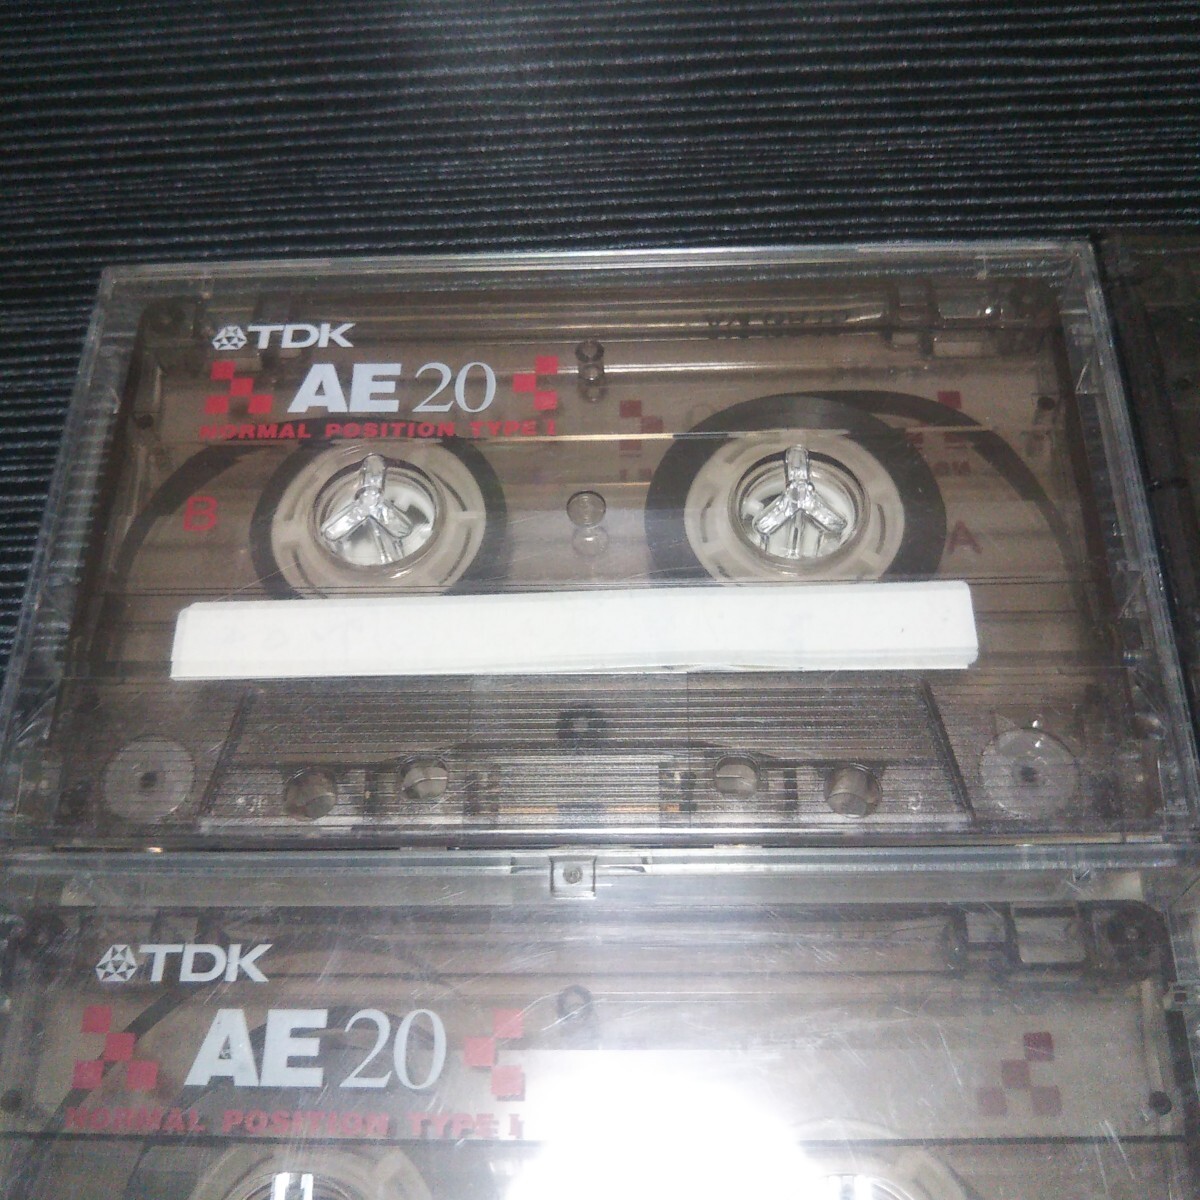 TDK
AE 20
NORMAL POSITION TYPE I
B
A
TDK
AE 20
NORMAL POSITION TYPE I